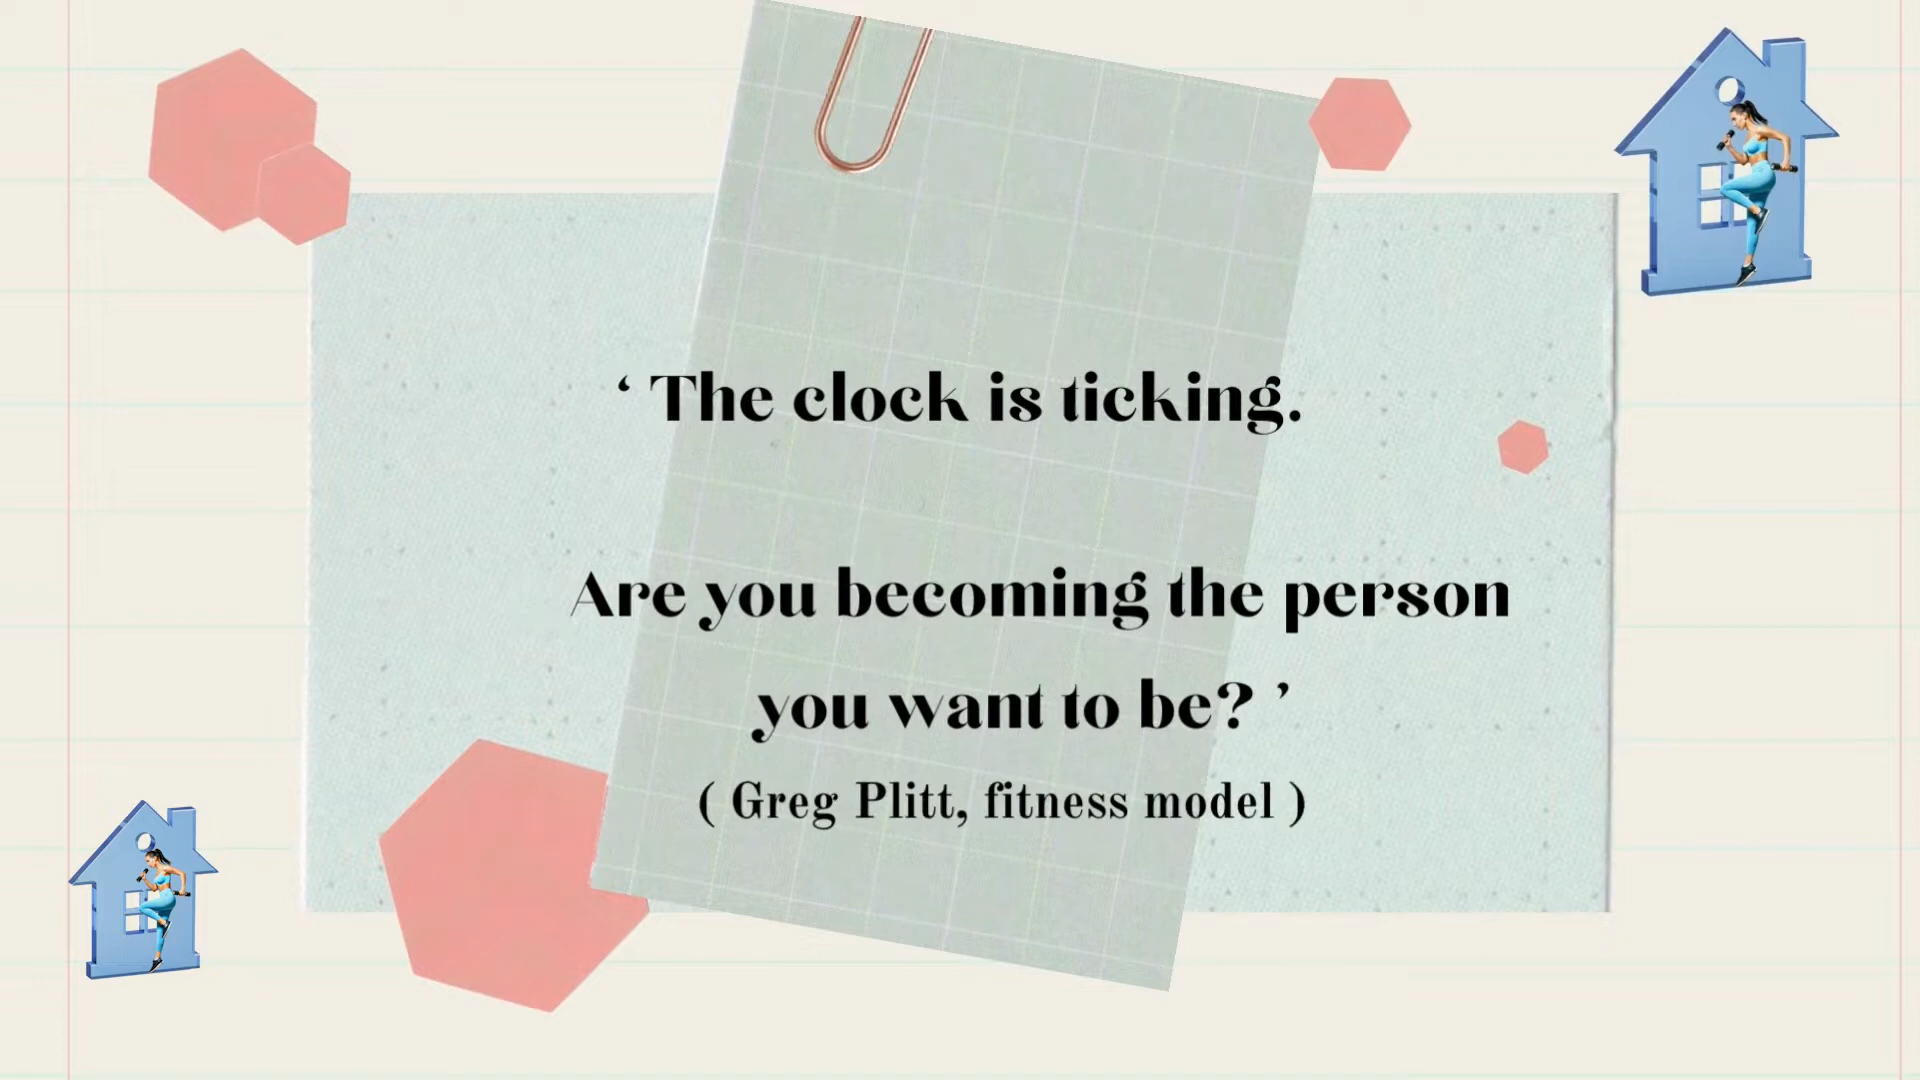 ‘ The clock is ticking.
Are you becoming the person
you want to be? ’
( Greg Plitt, fitness model )